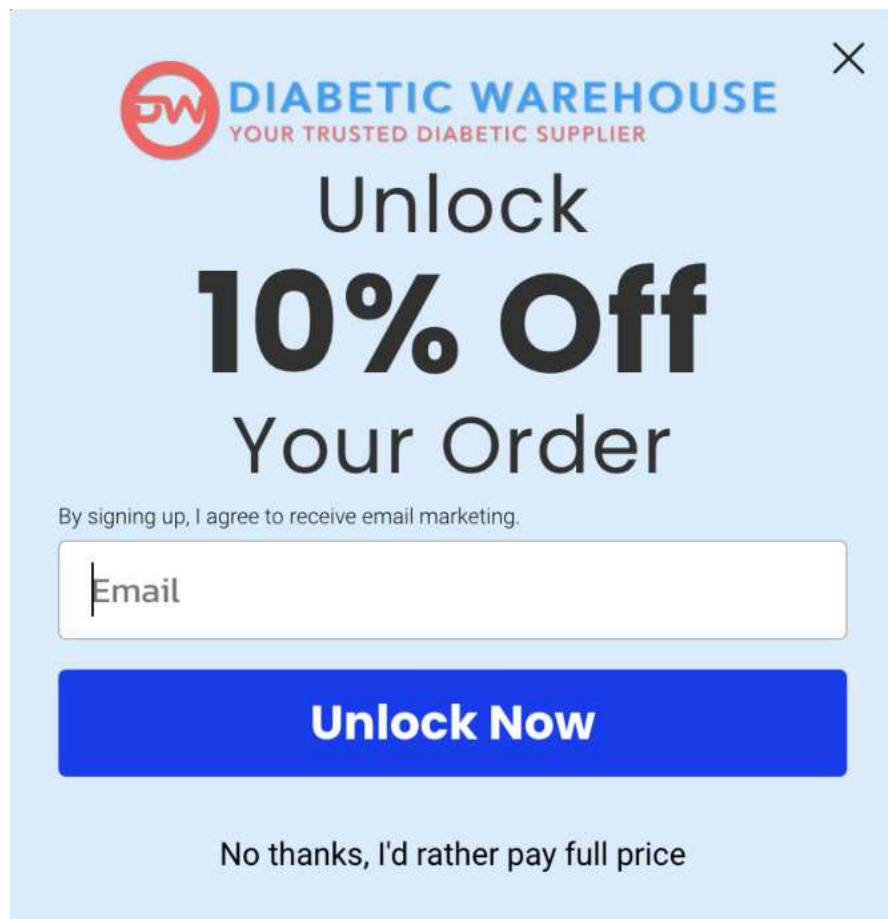 DW DIABETIC WAREHOUSE
YOUR TRUSTED DIABETIC SUPPLIER
Unlock
10% Off
Your Order
By signing up, I agree to receive email marketing.
Email
Unlock Now
No thanks, I'd rather pay full price